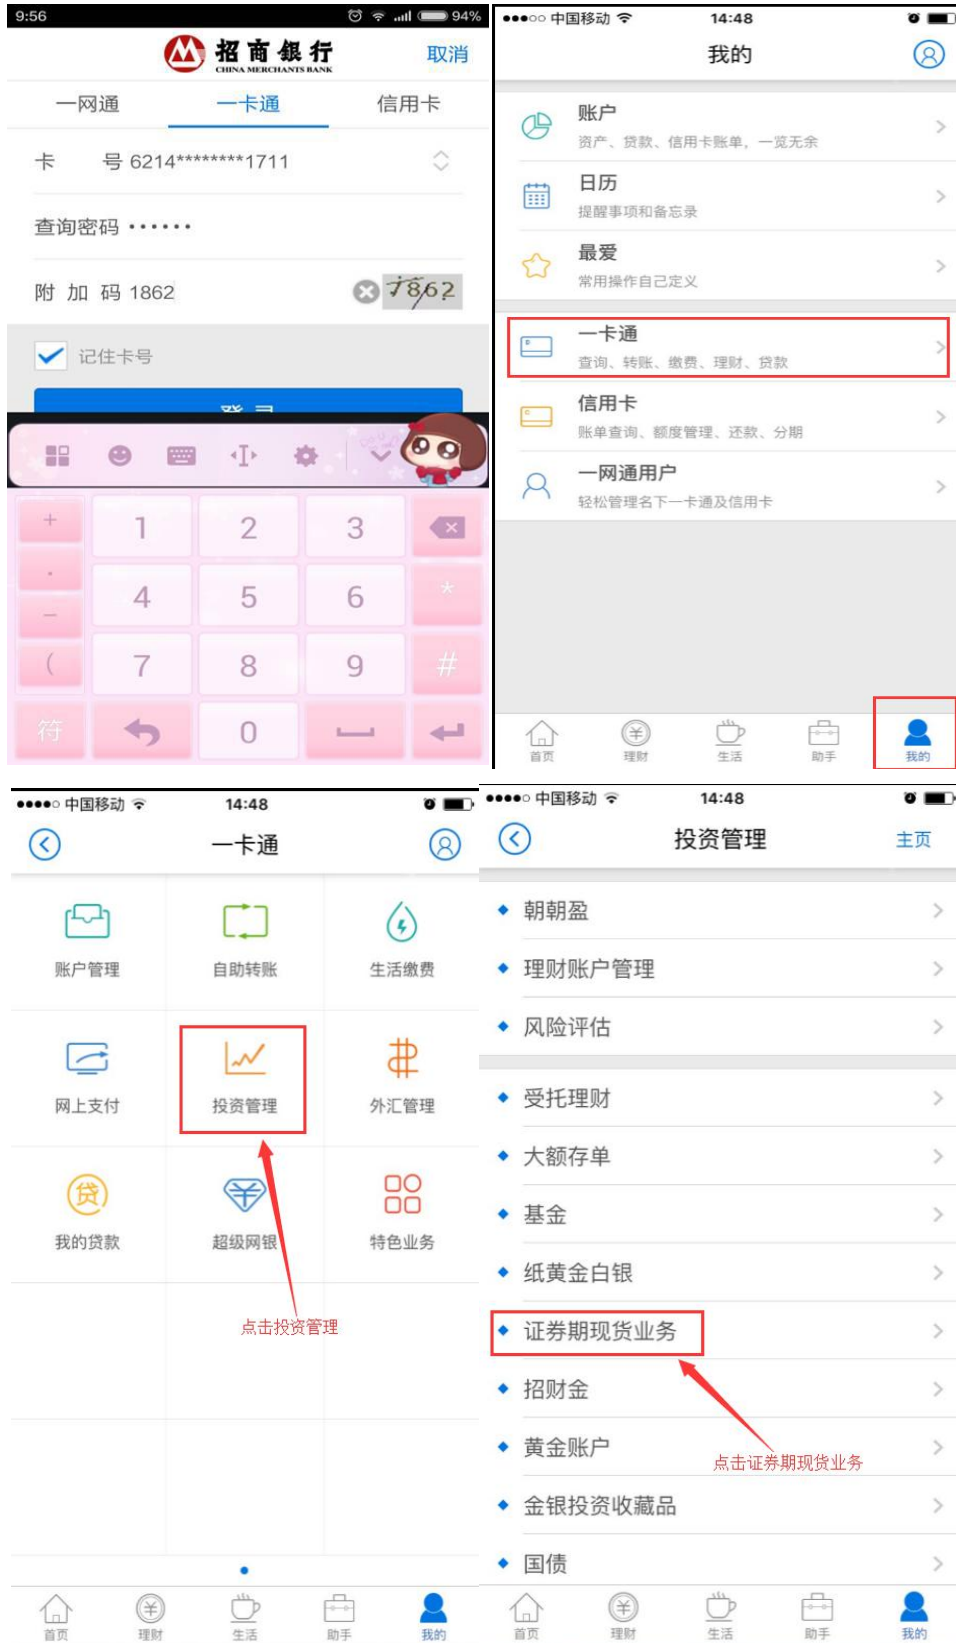 9:56
94%
招商银行
CHINA MERCHANTS BANK
取消
一网通
一卡通
信用卡
卡 号 6214********1711
查询密码 ••••••
附 加 码 1862
7862
记住卡号
登 录
+
1
2
3
.
4
5
6
*
−
(
7
8
9
#
符
0
中国移动
14:48
我的
账户
资产、贷款、信用卡账单，一览无余
日历
提醒事项和备忘录
最爱
常用操作自己定义
一卡通
查询、转账、缴费、理财、贷款
信用卡
账单查询、额度管理、还款、分期
一网通用户
轻松管理名下一卡通及信用卡
首页
理财
生活
助手
我的
中国移动
14:48
一卡通
账户管理
自助转账
生活缴费
网上支付
投资管理
外汇管理
贷
我的贷款
超级网银
特色业务
点击投资管理
首页
理财
生活
助手
我的
中国移动
14:48
投资管理
主页
朝朝盈
理财账户管理
风险评估
受托理财
大额存单
基金
纸黄金白银
证券期现货业务
招财金
黄金账户
点击证券期现货业务
金银投资收藏品
国债
首页
理财
生活
助手
我的